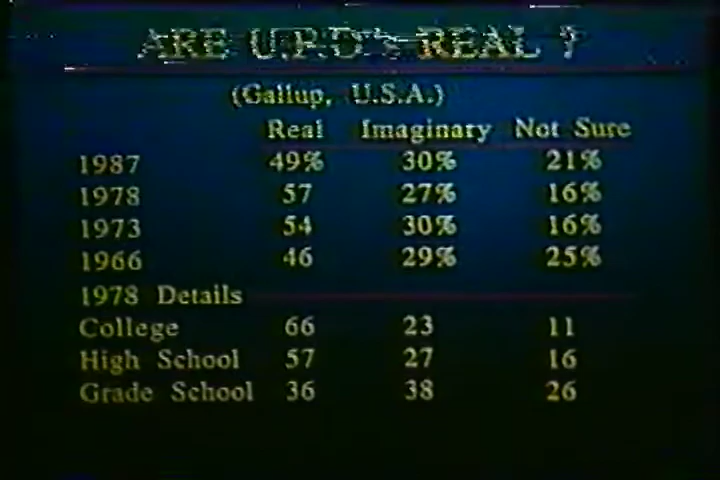 ARE U.F.O's REAL ?
(Gallup, U.S.A.)
Real Imaginary Not Sure
1987 49% 30% 21%
1978 57 27% 16%
1973 54 30% 16%
1966 46 29% 25%
1978 Details
College 66 23 11
High School 57 27 16
Grade School 36 38 26